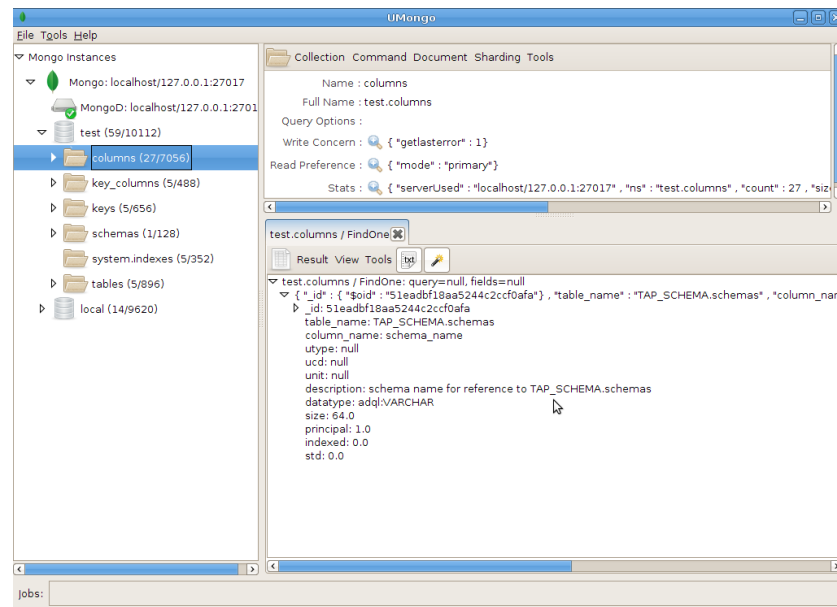 UMongo
File Tools Help
Mongo Instances
Mongo: localhost/127.0.0.1:27017
MongoD: localhost/127.0.0.1:2701
test (59/10112)
columns (27/7056)
key_columns (5/488)
keys (5/656)
schemas (1/128)
system.indexes (5/352)
tables (5/896)
local (14/9620)
Collection Command Document Sharding Tools
Name : columns
Full Name : test.columns
Query Options :
Write Concern : { "getlasterror" : 1}
Read Preference : { "mode" : "primary"}
Stats : { "serverUsed" : "localhost/127.0.0.1:27017" , "ns" : "test.columns" , "count" : 27 , "siz
test.columns / FindOne
Result View Tools txt
test.columns / FindOne: query=null, fields=null
{ "_id" : { "$oid" : "51eadbf18aa5244c2ccf0afa"} , "table_name" : "TAP_SCHEMA.schemas" , "column_nar
_id: 51eadbf18aa5244c2ccf0afa
table_name: TAP_SCHEMA.schemas
column_name: schema_name
utype: null
ucd: null
unit: null
description: schema name for reference to TAP_SCHEMA.schemas
datatype: adql:VARCHAR
size: 64.0
principal: 1.0
indexed: 0.0
std: 0.0
Jobs: